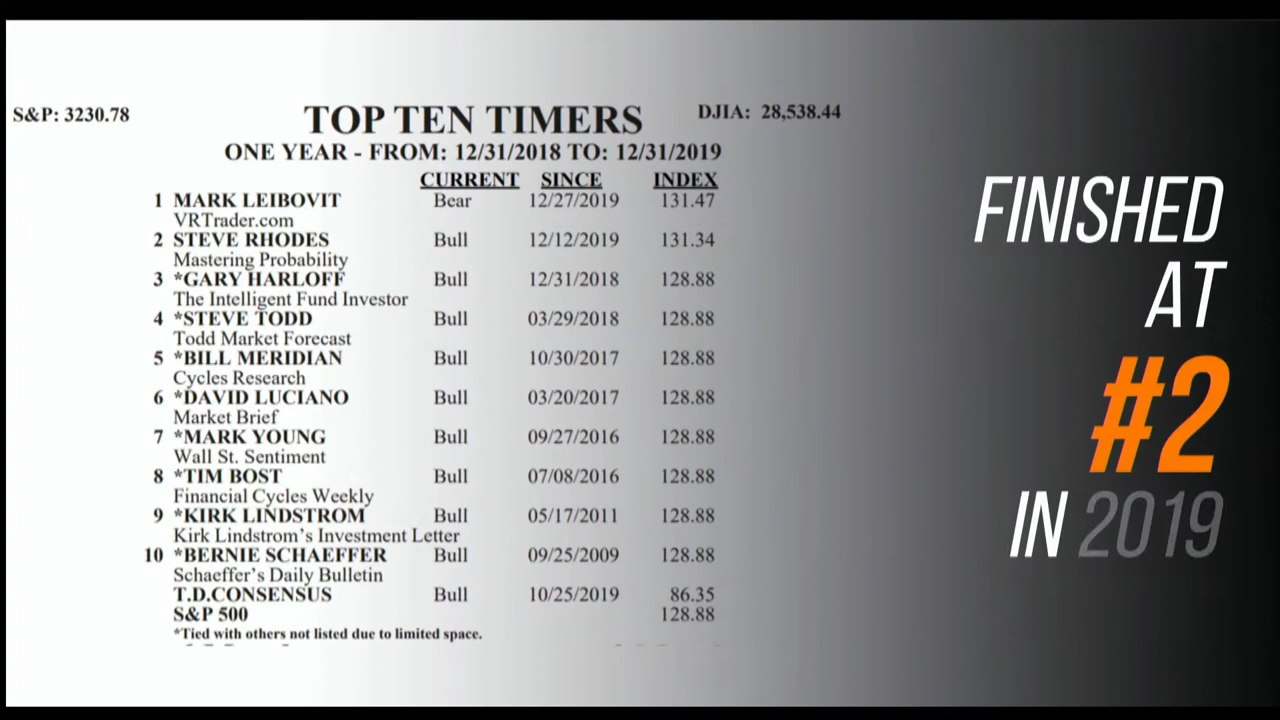 S&P: 3230.78
TOP TEN TIMERS
DJIA: 28,538.44
ONE YEAR - FROM: 12/31/2018 TO: 12/31/2019
CURRENT SINCE INDEX
1 MARK LEIBOVIT Bear 12/27/2019 131.47
VRTrader.com
2 STEVE RHODES Bull 12/12/2019 131.34
Mastering Probability
3 *GARY HARLOFF Bull 12/31/2018 128.88
The Intelligent Fund Investor
4 *STEVE TODD Bull 03/29/2018 128.88
Todd Market Forecast
5 *BILL MERIDIAN Bull 10/30/2017 128.88
Cycles Research
6 *DAVID LUCIANO Bull 03/20/2017 128.88
Market Brief
7 *MARK YOUNG Bull 09/27/2016 128.88
Wall St. Sentiment
8 *TIM BOST Bull 07/08/2016 128.88
Financial Cycles Weekly
9 *KIRK LINDSTROM Bull 05/17/2011 128.88
Kirk Lindstrom's Investment Letter
10 *BERNIE SCHAEFFER Bull 09/25/2009 128.88
Schaeffer's Daily Bulletin
T.D.CONSENSUS Bull 10/25/2019 86.35
S&P 500 128.88
*Tied with others not listed due to limited space.
FINISHED
AT
#2
IN 2019